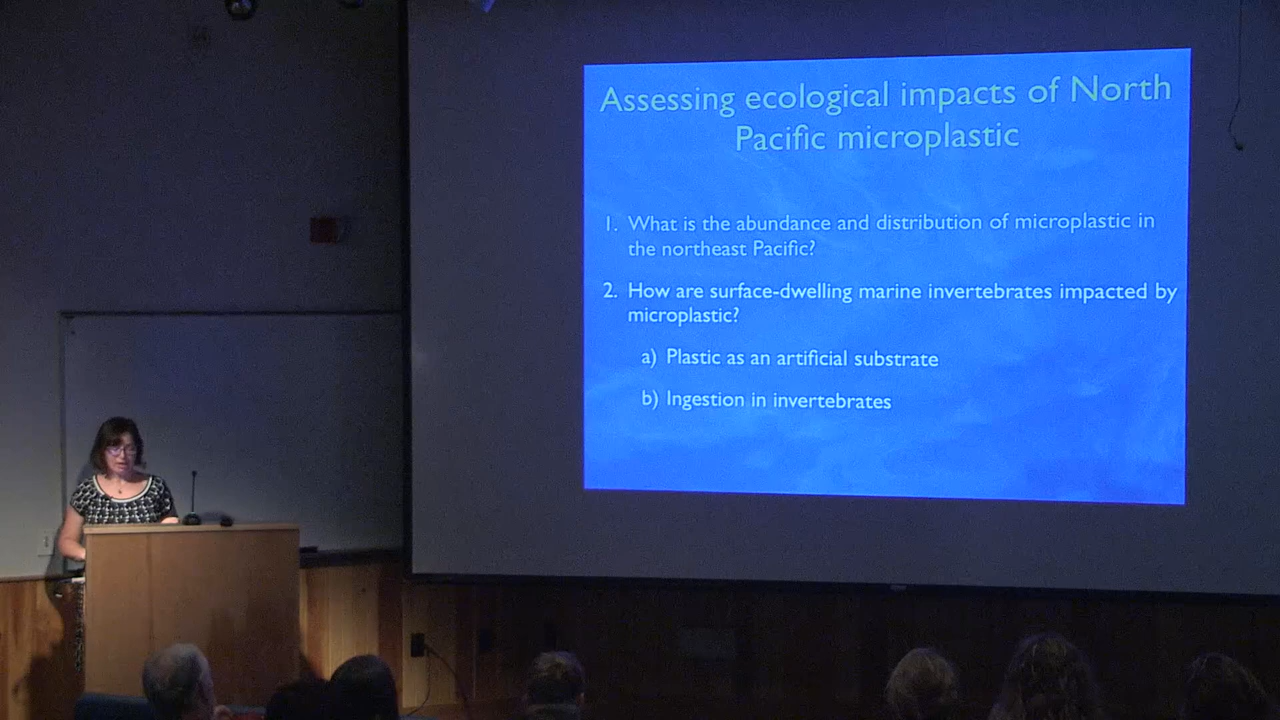 Assessing ecological impacts of North
Pacific microplastic
1. What is the abundance and distribution of microplastic in
the northeast Pacific?
2. How are surface-dwelling marine invertebrates impacted by
microplastic?
a) Plastic as an artificial substrate
b) Ingestion in invertebrates